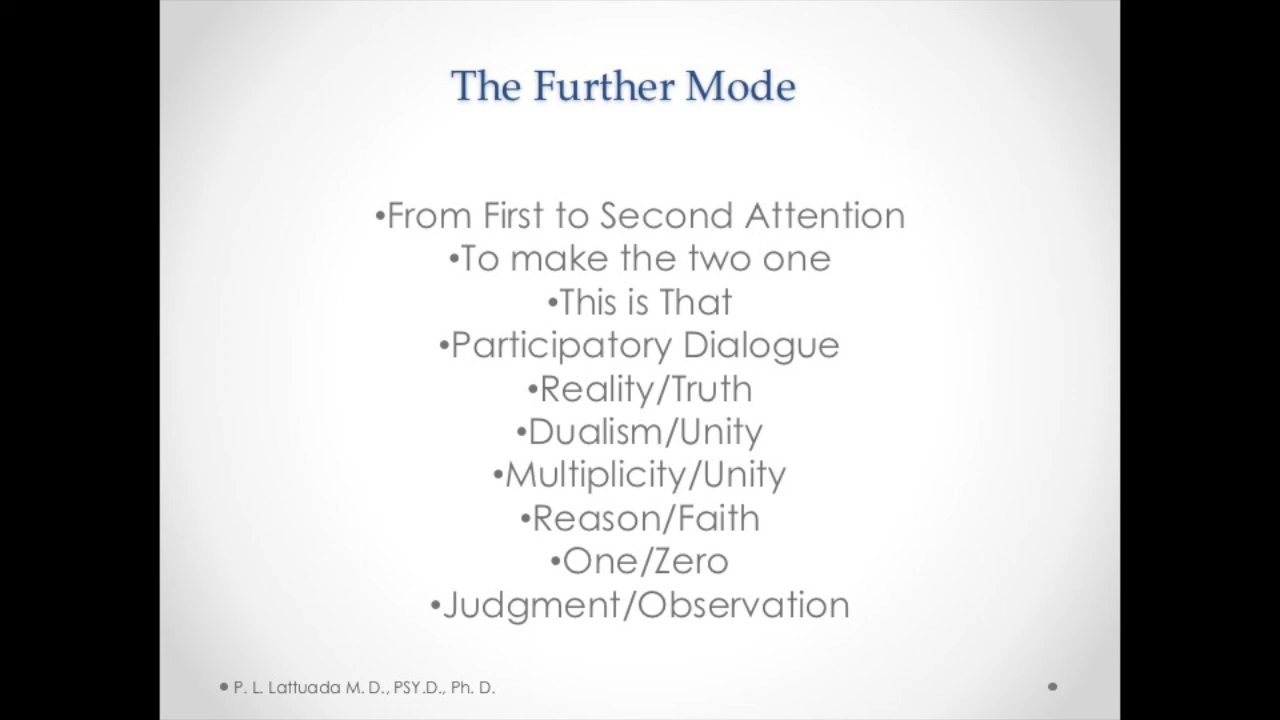 The Further Mode
•From First to Second Attention
•To make the two one
•This is That
•Participatory Dialogue
•Reality/Truth
•Dualism/Unity
•Multiplicity/Unity
•Reason/Faith
•One/Zero
•Judgment/Observation
• P. L. Lattuada M. D., PSY.D., Ph. D.